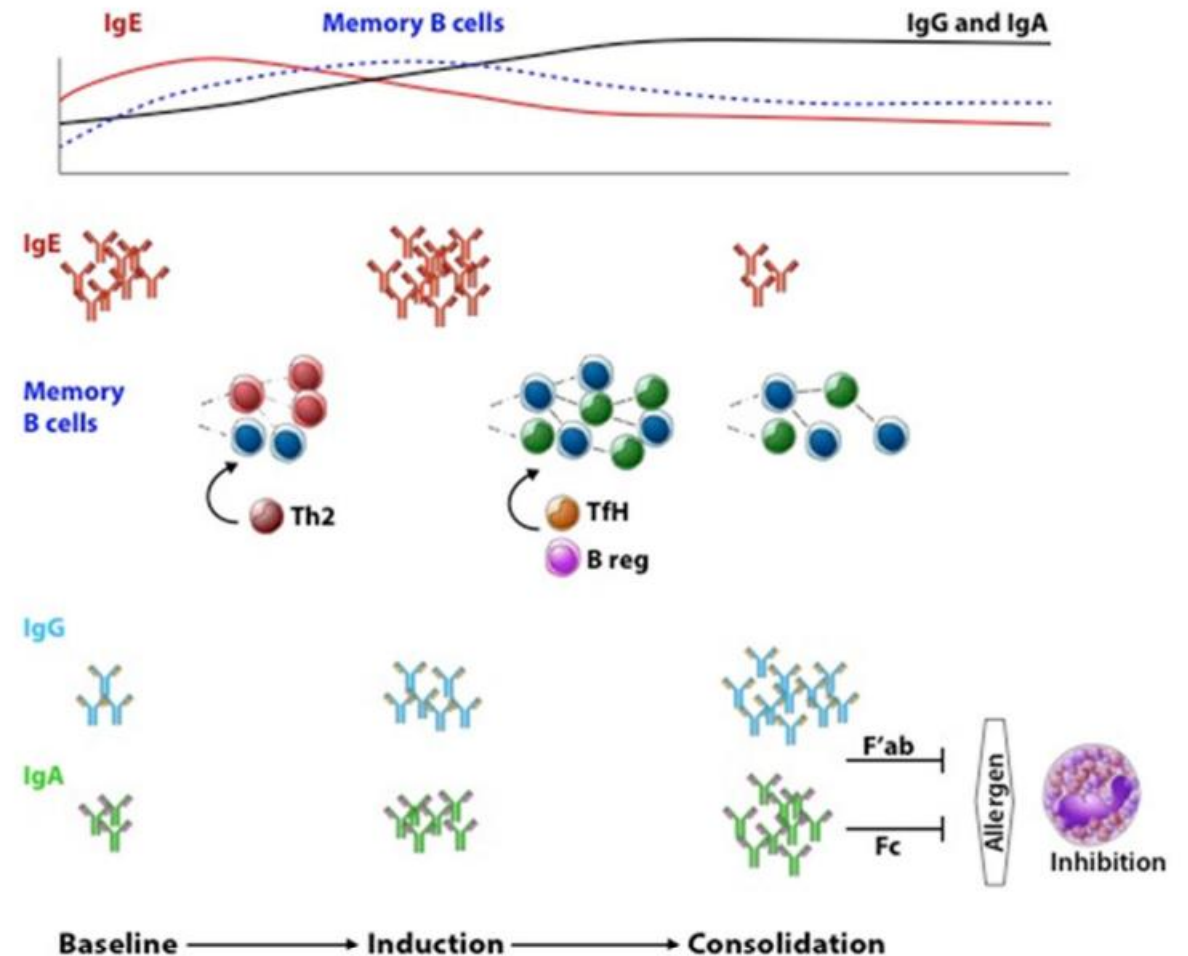 IgE
Memory B cells
IgG and IgA
IgE
Memory
B cells
Th2
TfH
B reg
IgG
IgA
F'ab
Fc
Allergen
Inhibition
Baseline
Induction
Consolidation